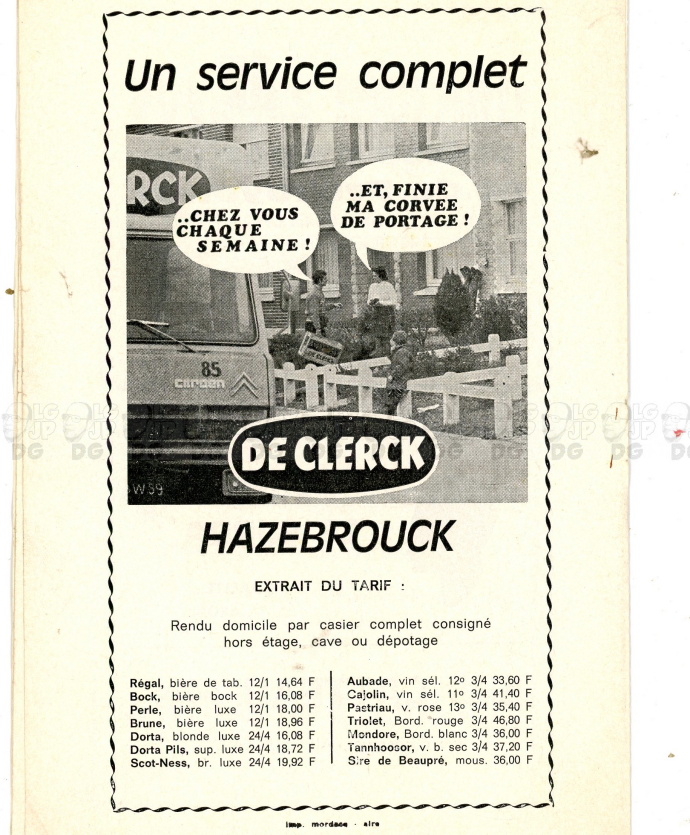 Un service complet
RCK
..CHEZ VOUS
CHAQUE
SEMAINE !
..ET, FINIE
MA CORVEE
DE PORTAGE !
DE CLERCK
85
CITROËN
W 59
DE CLERCK
HAZEBROUCK
EXTRAIT DU TARIF :
Rendu domicile par casier complet consigné
hors étage, cave ou dépotage
Régal, bière de tab. 12/1 14,64 F
Bock, bière bock 12/1 16,08 F
Perle, bière luxe 12/1 18,00 F
Brune, bière luxe 12/1 18,96 F
Dorta, blonde luxe 24/4 16,08 F
Dorta Pils, sup. luxe 24/4 18,72 F
Scot-Ness, br. luxe 24/4 19,92 F
Aubade, vin sél. 12° 3/4 33,60 F
Cajolin, vin sél. 11° 3/4 41,40 F
Pastriau, v. rose 13° 3/4 35,40 F
Triolet, Bord. rouge 3/4 46,80 F
Mondore, Bord. blanc 3/4 36,00 F
Tannhoosor, v. b. sec 3/4 37,20 F
Sire de Beaupré, mous. 36,00 F
imp. mordacq - aire
LG JP DG